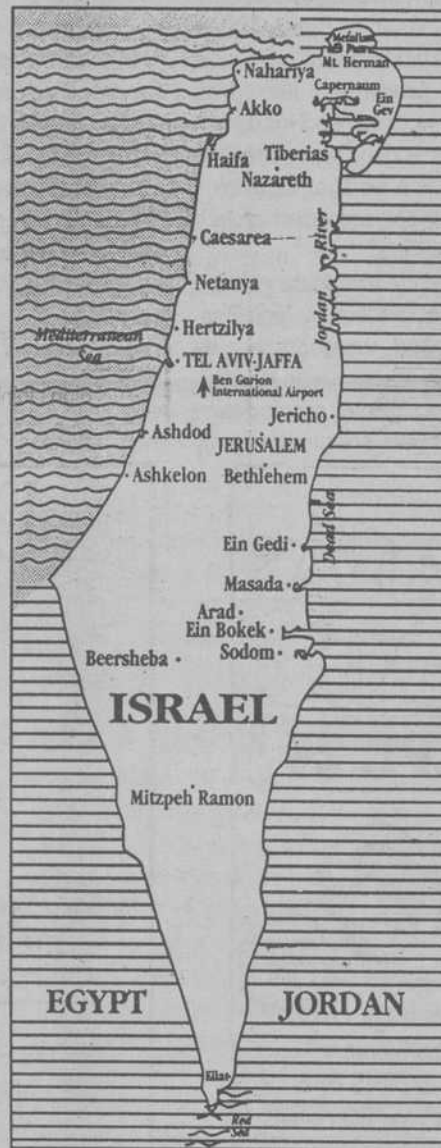 Metullah
Mt. Herman
Nahariya
Capernaum
Ein
Gev
Akko
Haifa
Tiberias
Nazareth
Caesarea
Jordan River
Netanya
Hertzilya
Mediterranean
Sea
TEL AVIV-JAFFA
Ben Gurion
International Airport
Jericho
Ashdod
JERUSALEM
Ashkelon
Bethlehem
Dead Sea
Ein Gedi
Masada
Arad
Ein Bokek
Beersheba
Sodom
ISRAEL
Mitzpeh Ramon
EGYPT
JORDAN
Eilat
Red
Sea